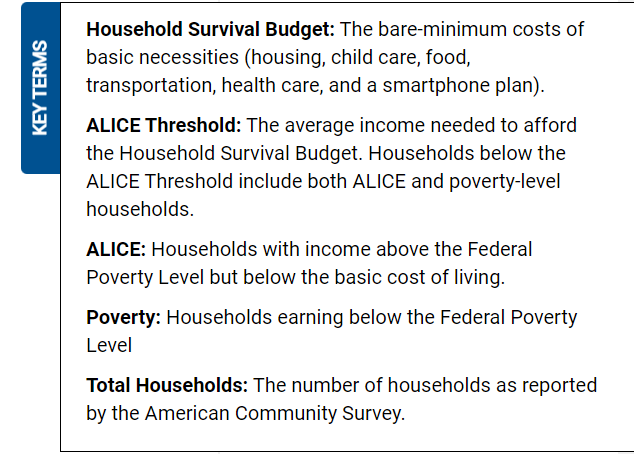 KEY TERMS
Household Survival Budget: The bare-minimum costs of
basic necessities (housing, child care, food,
transportation, health care, and a smartphone plan).
ALICE Threshold: The average income needed to afford
the Household Survival Budget. Households below the
ALICE Threshold include both ALICE and poverty-level
households.
ALICE: Households with income above the Federal
Poverty Level but below the basic cost of living.
Poverty: Households earning below the Federal Poverty
Level
Total Households: The number of households as reported
by the American Community Survey.